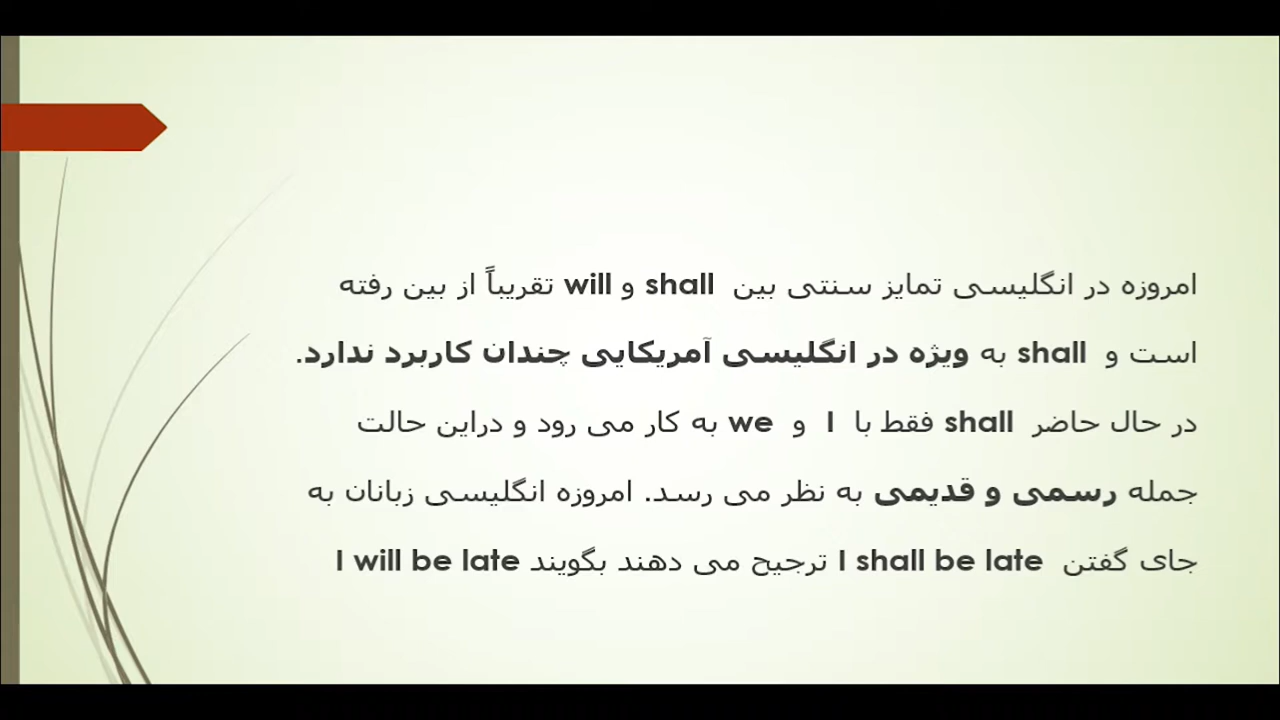 امروزه در انگلیسی تمایز سنتی بین shall و will تقریباً از بین رفته
است و shall به ویژه در انگلیسی آمریکایی چندان کاربرد ندارد.
در حال حاضر shall فقط با I و we به کار می رود و دراین حالت
جمله رسمی و قدیمی به نظر می رسد. امروزه انگلیسی زبانان به
جای گفتن I shall be late ترجیح می دهند بگویند I will be late